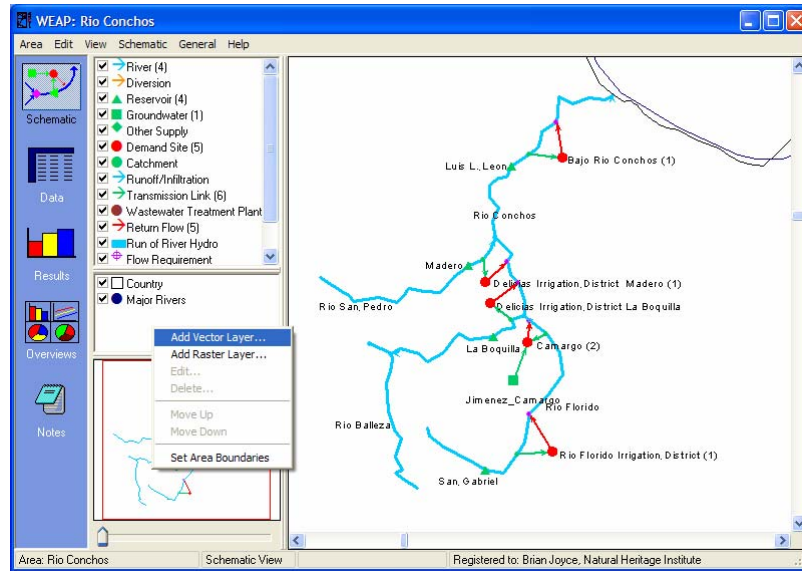 WEAP: Rio Conchos
Area Edit View Schematic General Help
Schematic
Data
Results
Overviews
Notes
River (4)
Diversion
Reservoir (4)
Groundwater (1)
Other Supply
Demand Site (5)
Catchment
Runoff/Infiltration
Transmission Link (6)
Wastewater Treatment Plant
Return Flow (5)
Run of River Hydro
Flow Requirement
Country
Major Rivers
Add Vector Layer...
Add Raster Layer...
Edit...
Delete...
Move Up
Move Down
Set Area Boundaries
Bajo Rio Conchos (1)
Luis L. Leon
Rio Conchos
Madero
Delicias Irrigation District Madero (1)
Rio San Pedro
Delicias Irrigation District La Boquilla
La Boquilla
Camargo (2)
Jimenez_Camargo
Rio Florido
Rio Balleza
Rio Florido Irrigation District (1)
San Gabriel
Area: Rio Conchos
Schematic View
Registered to: Brian Joyce, Natural Heritage Institute